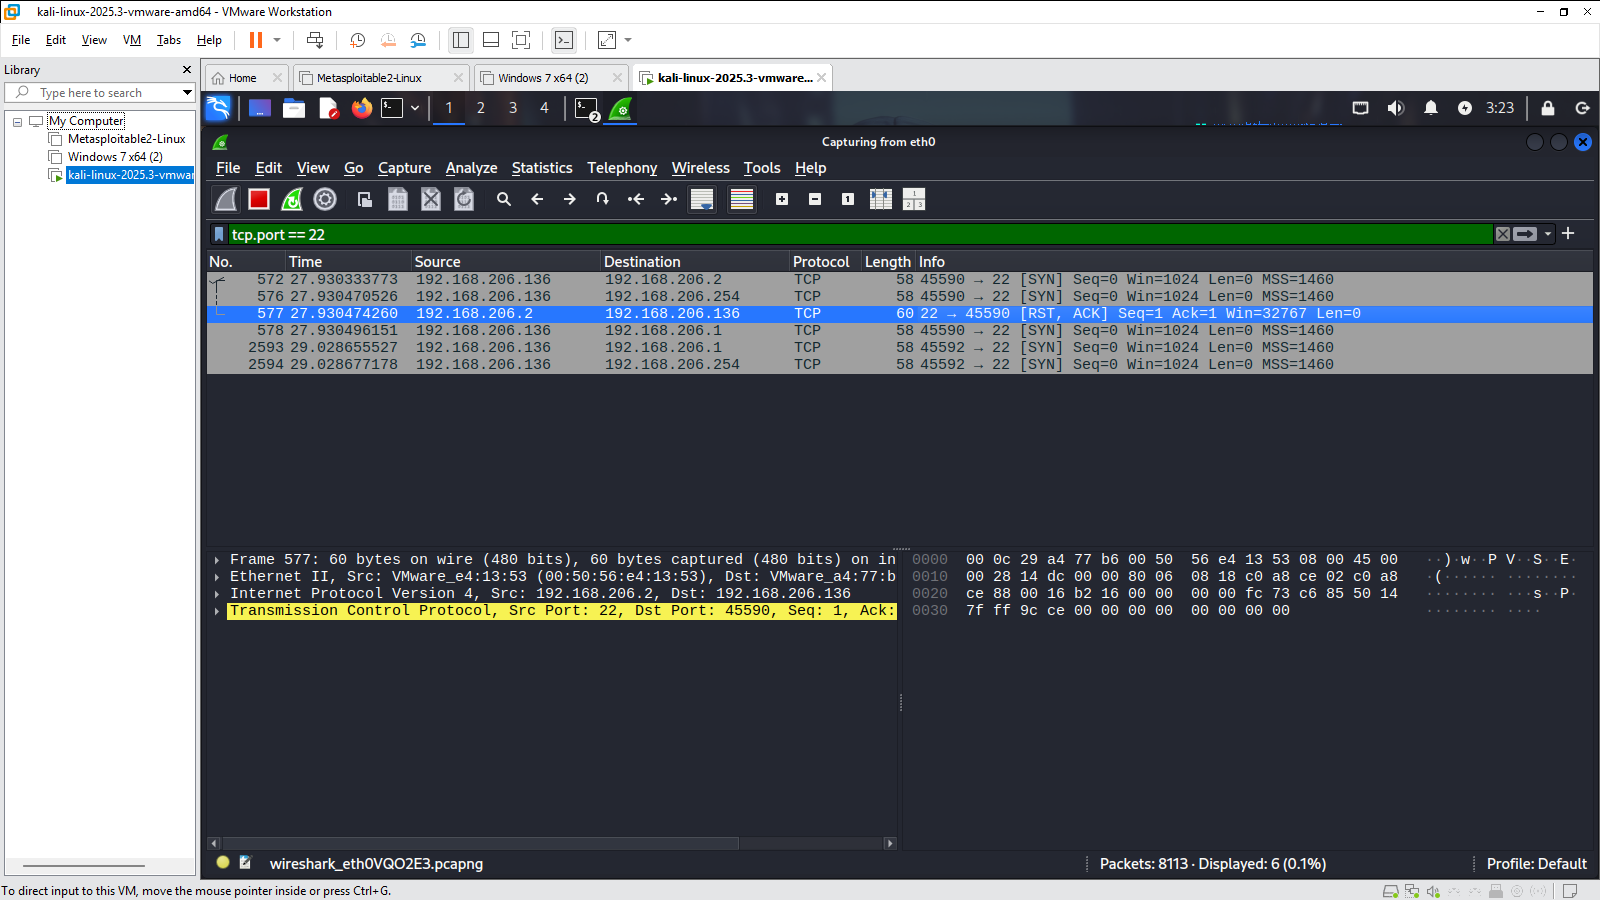 kali-linux-2025.3-vmware-amd64 - VMware Workstation
File Edit View VM Tabs Help
Library
Type here to search
My Computer
Metasploitable2-Linux
Windows 7 x64 (2)
kali-linux-2025.3-vmwar
Home Metasploitable2-Linux Windows 7 x64 (2) kali-linux-2025.3-vmware...
1 2 3 4 2 3:23
Capturing from eth0
File Edit View Go Capture Analyze Statistics Telephony Wireless Tools Help
tcp.port == 22
No. Time Source Destination Protocol Length Info
572 27.930333773 192.168.206.136 192.168.206.2 TCP 58 45590 → 22 [SYN] Seq=0 Win=1024 Len=0 MSS=1460
576 27.930470526 192.168.206.136 192.168.206.254 TCP 58 45590 → 22 [SYN] Seq=0 Win=1024 Len=0 MSS=1460
577 27.930474260 192.168.206.2 192.168.206.136 TCP 60 22 → 45590 [RST, ACK] Seq=1 Ack=1 Win=32767 Len=0
578 27.930496151 192.168.206.136 192.168.206.1 TCP 58 45590 → 22 [SYN] Seq=0 Win=1024 Len=0 MSS=1460
2593 29.028655527 192.168.206.136 192.168.206.1 TCP 58 45592 → 22 [SYN] Seq=0 Win=1024 Len=0 MSS=1460
2594 29.028677178 192.168.206.136 192.168.206.254 TCP 58 45592 → 22 [SYN] Seq=0 Win=1024 Len=0 MSS=1460
Frame 577: 60 bytes on wire (480 bits), 60 bytes captured (480 bits) on in
Ethernet II, Src: VMware_e4:13:53 (00:50:56:e4:13:53), Dst: VMware_a4:77:b
Internet Protocol Version 4, Src: 192.168.206.2, Dst: 192.168.206.136
Transmission Control Protocol, Src Port: 22, Dst Port: 45590, Seq: 1, Ack:
0000 00 0c 29 a4 77 b6 00 50 56 e4 13 53 08 00 45 00 ··)·w··P V··S··E·
0010 00 28 14 dc 00 00 80 06 08 18 c0 a8 ce 02 c0 a8 ·(······ ········
0020 ce 88 00 16 b2 16 00 00 00 00 fc 73 c6 85 50 14 ········ ···s··P·
0030 7f ff 9c ce 00 00 00 00 00 00 00 00 ········ ····
wireshark_eth0VQO2E3.pcapng
Packets: 8113 · Displayed: 6 (0.1%)
Profile: Default
To direct input to this VM, move the mouse pointer inside or press Ctrl+G.